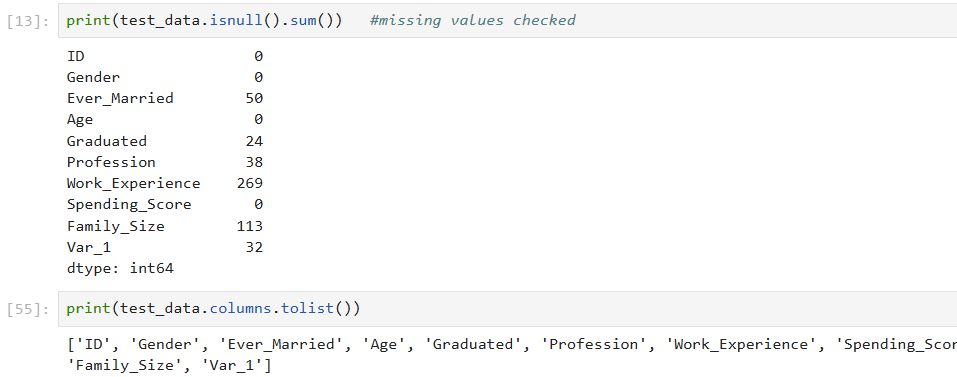 [13]: print(test_data.isnull().sum()) #missing values checked
ID 0
Gender 0
Ever_Married 50
Age 0
Graduated 24
Profession 38
Work_Experience 269
Spending_Score 0
Family_Size 113
Var_1 32
dtype: int64
[55]: print(test_data.columns.tolist())
['ID', 'Gender', 'Ever_Married', 'Age', 'Graduated', 'Profession', 'Work_Experience', 'Spending_Scor
'Family_Size', 'Var_1']